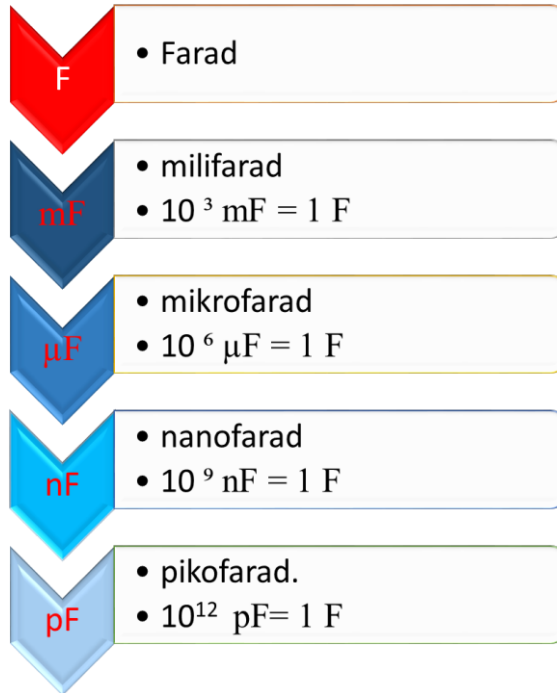 F
• Farad
mF
• milifarad
• 10 ³ mF = 1 F
µF
• mikrofarad
• 10 ⁶ µF = 1 F
nF
• nanofarad
• 10 ⁹ nF = 1 F
pF
• pikofarad.
• 10¹² pF= 1 F